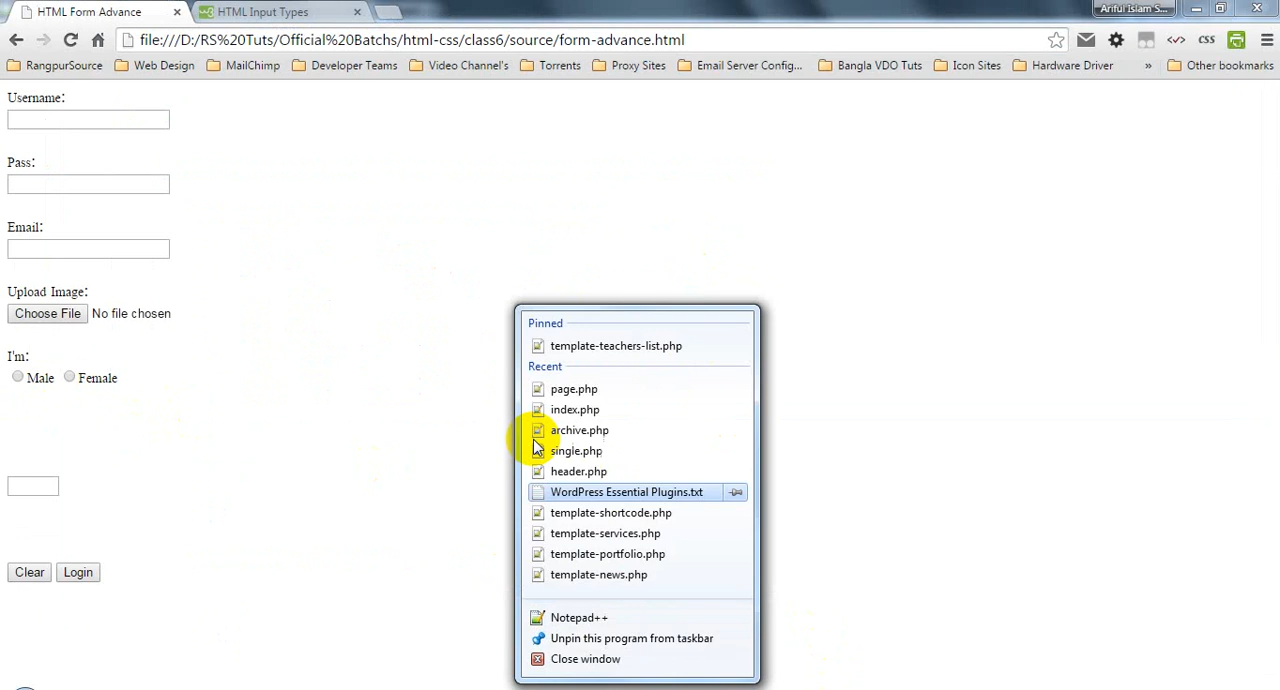 HTML Form Advance
HTML Input Types
Ariful Islam S...
file:///D:/RS%20Tuts/Official%20Batchs/html-css/class6/source/form-advance.html
CSS
RangpurSource Web Design MailChimp Developer Teams Video Channel's Torrents Proxy Sites Email Server Config... Bangla VDO Tuts Icon Sites Hardware Driver » Other bookmarks
Username:
Pass:
Email:
Upload Image:
Choose File No file chosen
I'm:
Male Female
Clear Login
Pinned
template-teachers-list.php
Recent
page.php
index.php
archive.php
single.php
header.php
WordPress Essential Plugins.txt
template-shortcode.php
template-services.php
template-portfolio.php
template-news.php
Notepad++
Unpin this program from taskbar
Close window